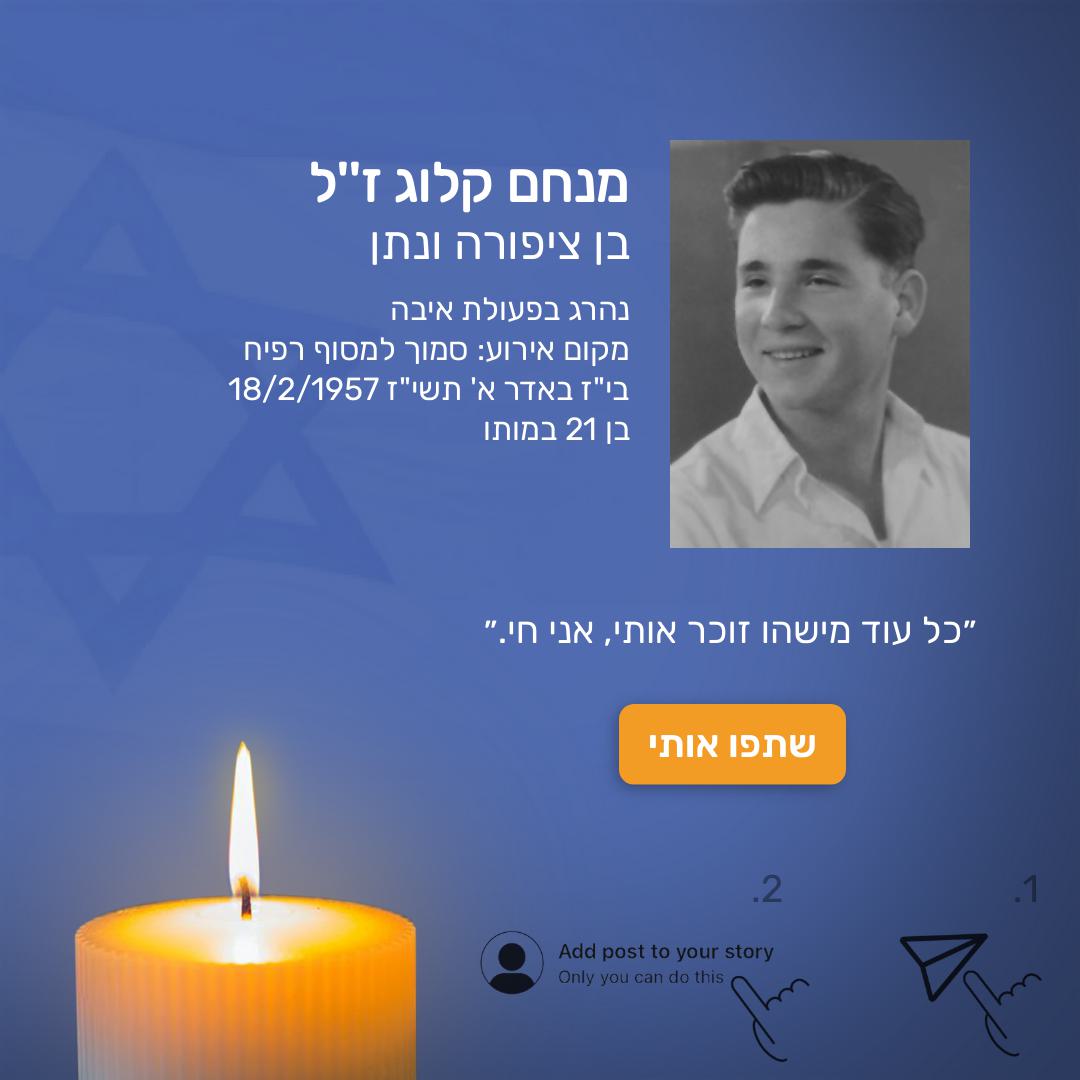 מנחם קלוג ז"ל
בן ציפורה ונתן
נהרג בפעולת איבה
מקום אירוע: סמוך למסוף רפיח
בי"ז באדר א' תשי"ז 18/2/1957
בן 21 במותו
״כל עוד מישהו זוכר אותי, אני חי.״
שתפו אותי
1.
2.
Add post to your story
Only you can do this